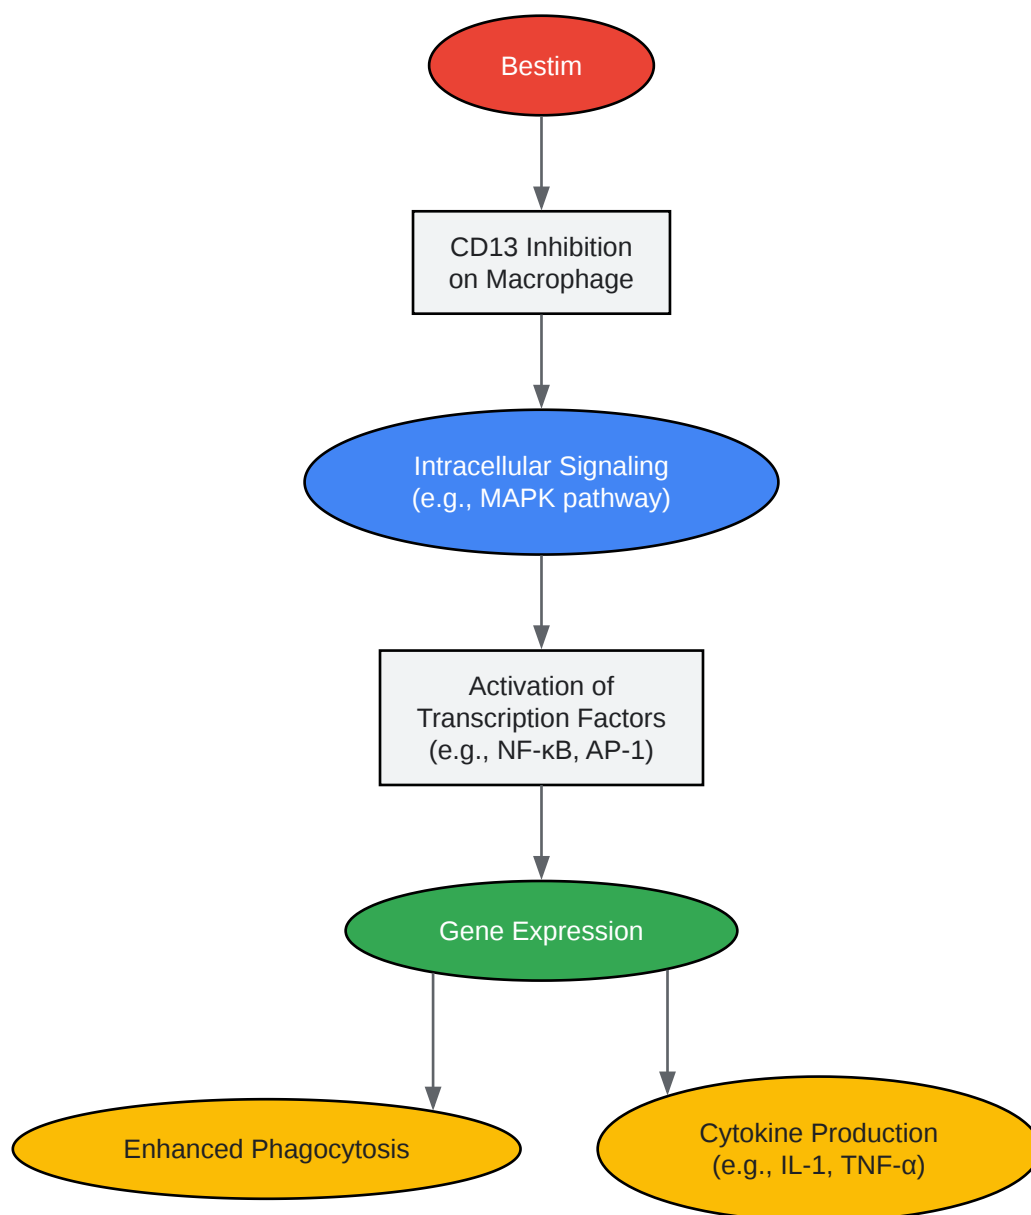 Bestim
CD13 Inhibition
on Macrophage
Intracellular Signaling
(e.g., MAPK pathway)
Activation of
Transcription Factors
(e.g., NF-κB, AP-1)
Gene Expression
Enhanced Phagocytosis
Cytokine Production
(e.g., IL-1, TNF-α)